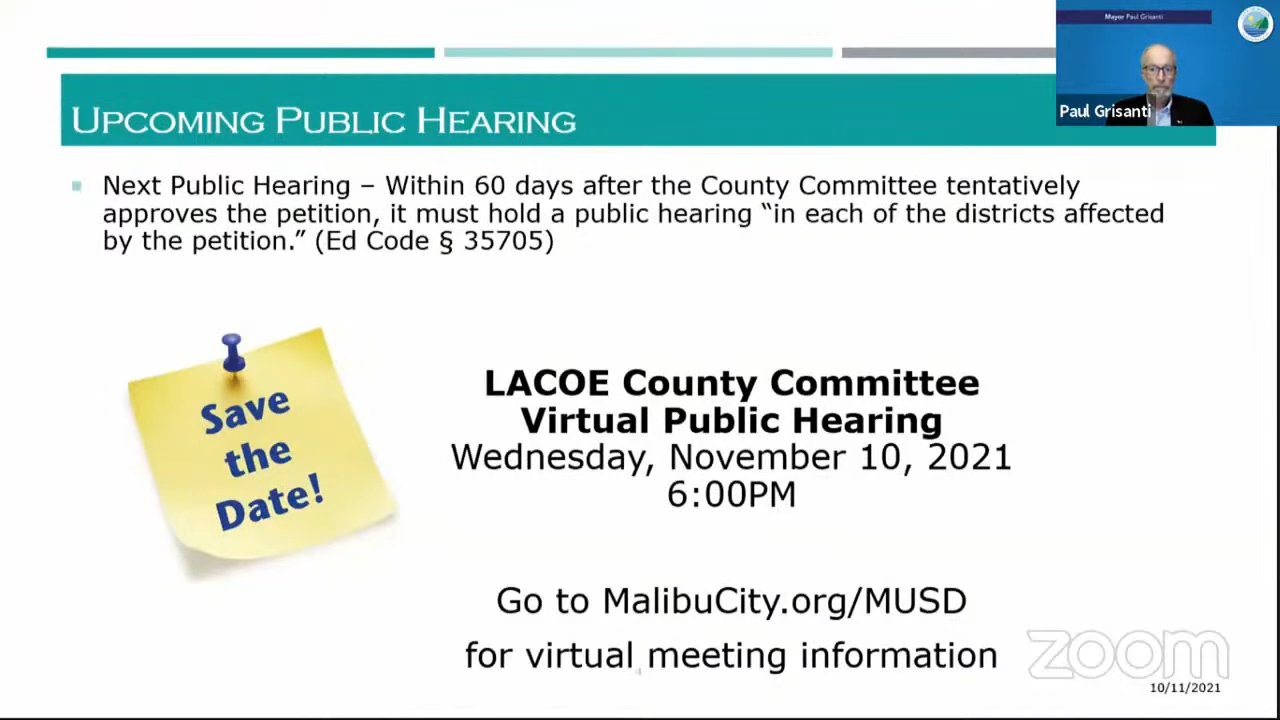 Mayor Paul Grisanti
Paul Grisanti
UPCOMING PUBLIC HEARING
Next Public Hearing – Within 60 days after the County Committee tentatively
approves the petition, it must hold a public hearing “in each of the districts affected
by the petition.” (Ed Code § 35705)
Save
the
Date!
LACOE County Committee
Virtual Public Hearing
Wednesday, November 10, 2021
6:00PM
Go to MalibuCity.org/MUSD
for virtual meeting information
zoom
10/11/2021